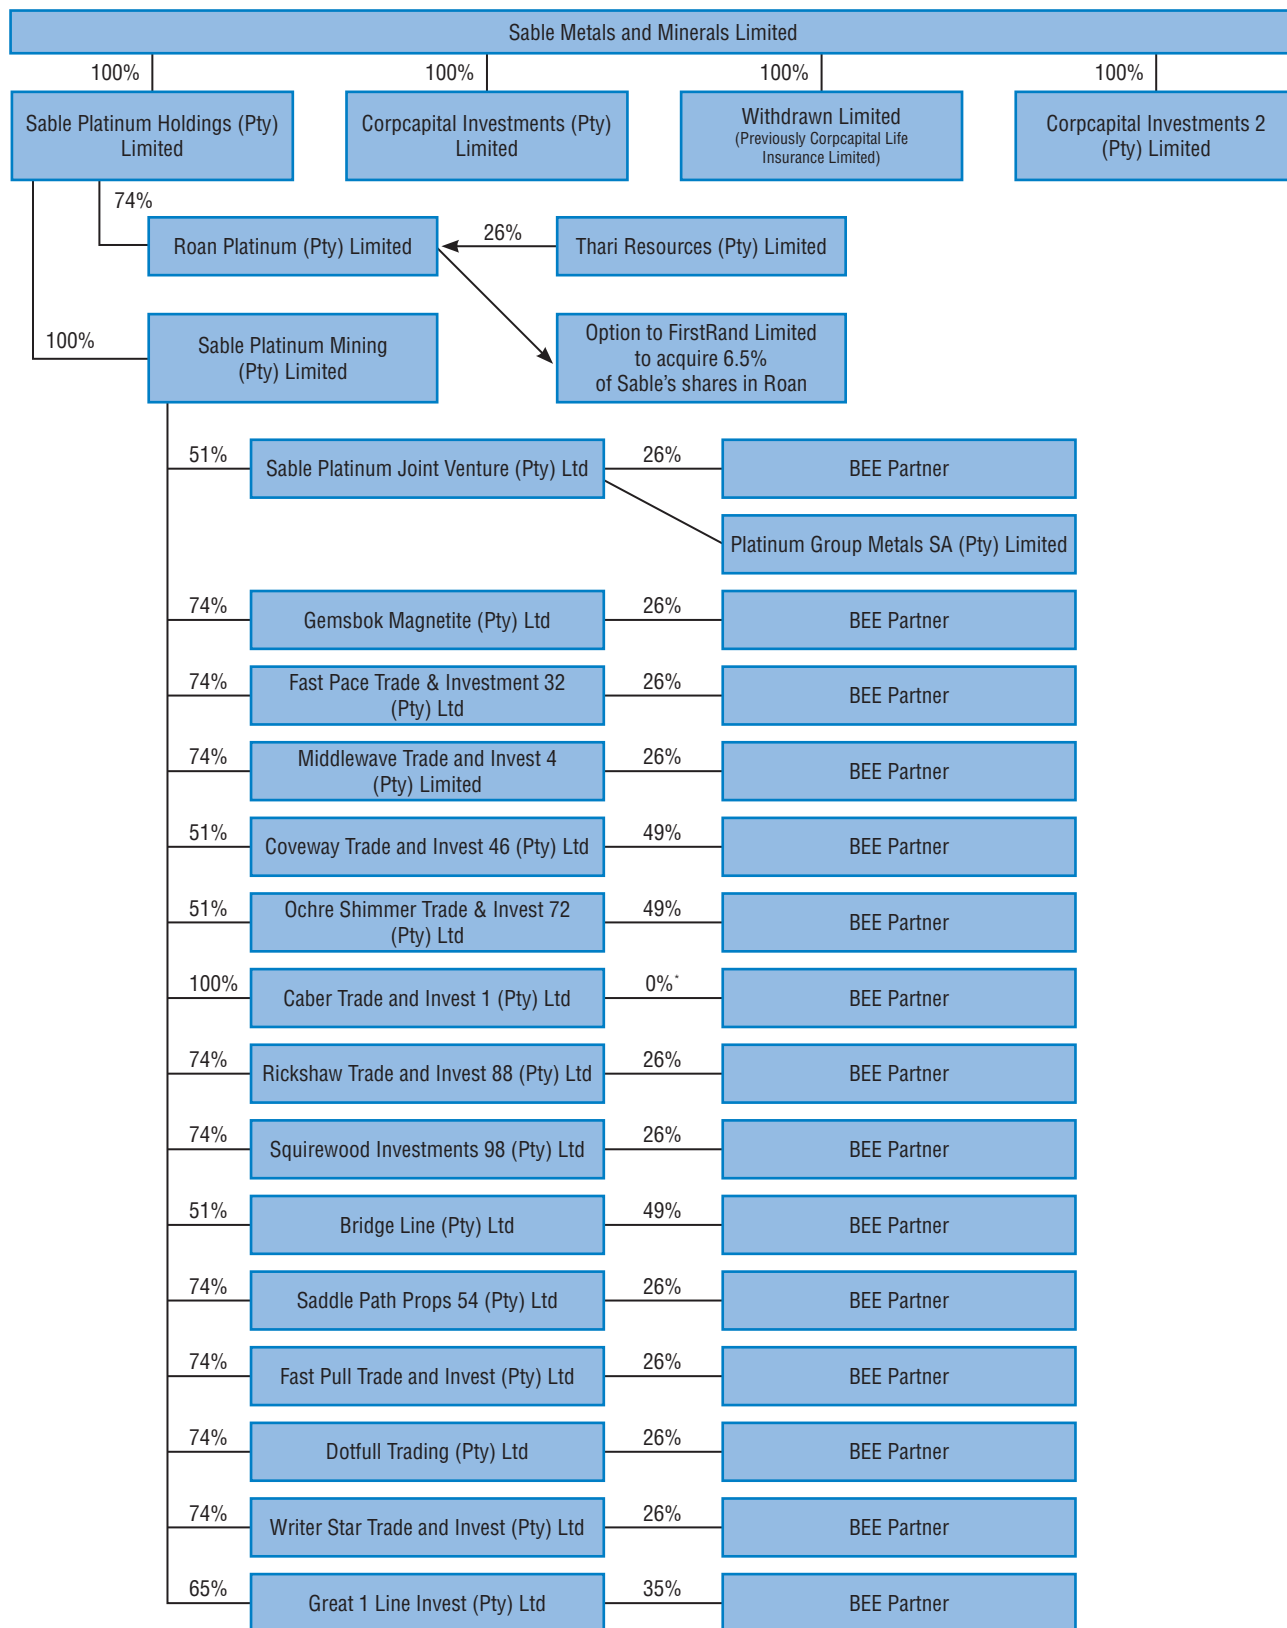 Sable Metals and Minerals Limited
100%
100%
100%
100%
Sable Platinum Holdings (Pty)
Limited
Corpcapital Investments (Pty)
Limited
Withdrawn Limited
(Previously Corpcapital Life
Insurance Limited)
Corpcapital Investments 2
(Pty) Limited
74%
Roan Platinum (Pty) Limited
26%
Thari Resources (Pty) Limited
100%
Sable Platinum Mining
(Pty) Limited
Option to FirstRand Limited
to acquire 6.5%
of Sable's shares in Roan
51%
Sable Platinum Joint Venture (Pty) Ltd
26%
BEE Partner
Platinum Group Metals SA (Pty) Limited
74%
Gemsbok Magnetite (Pty) Ltd
26%
BEE Partner
74%
Fast Pace Trade & Investment 32
(Pty) Ltd
26%
BEE Partner
74%
Middlewave Trade and Invest 4
(Pty) Limited
26%
BEE Partner
51%
Coveway Trade and Invest 46 (Pty) Ltd
49%
BEE Partner
51%
Ochre Shimmer Trade & Invest 72
(Pty) Ltd
49%
BEE Partner
100%
Caber Trade and Invest 1 (Pty) Ltd
0%*
BEE Partner
74%
Rickshaw Trade and Invest 88 (Pty) Ltd
26%
BEE Partner
74%
Squirewood Investments 98 (Pty) Ltd
26%
BEE Partner
51%
Bridge Line (Pty) Ltd
49%
BEE Partner
74%
Saddle Path Props 54 (Pty) Ltd
26%
BEE Partner
74%
Fast Pull Trade and Invest (Pty) Ltd
26%
BEE Partner
74%
Dotfull Trading (Pty) Ltd
26%
BEE Partner
74%
Writer Star Trade and Invest (Pty) Ltd
26%
BEE Partner
65%
Great 1 Line Invest (Pty) Ltd
35%
BEE Partner